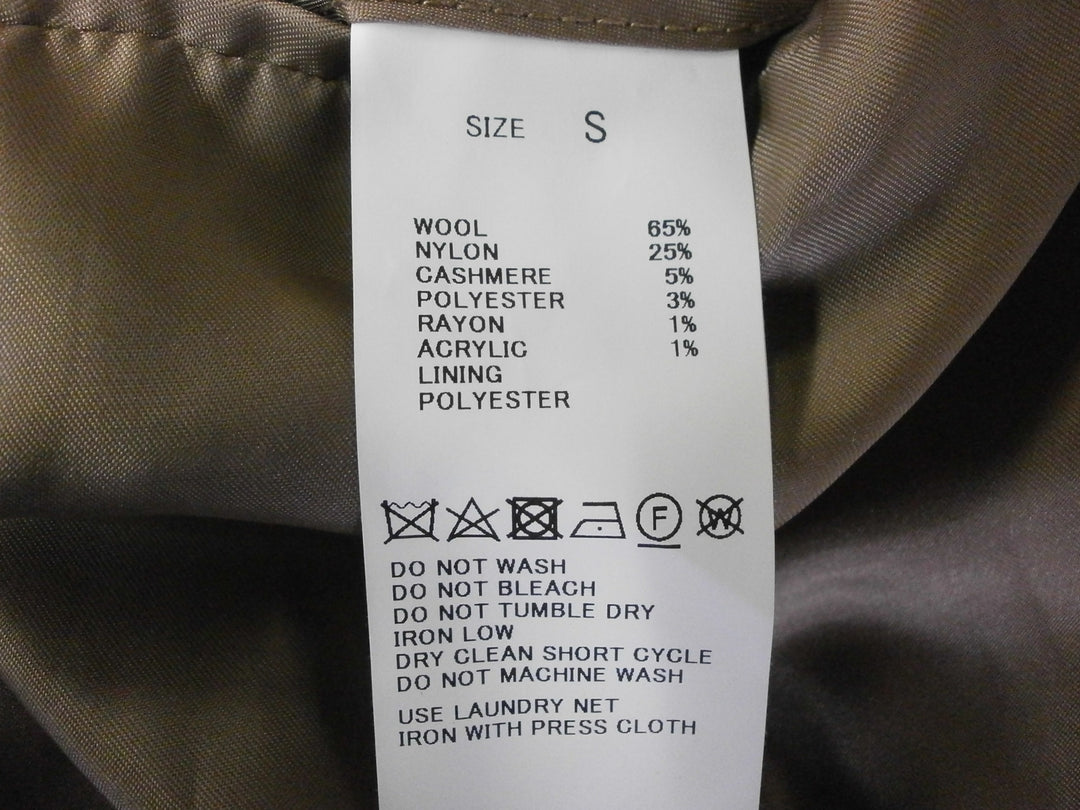 SIZE S
WOOL 65%
NYLON 25%
CASHMERE 5%
POLYESTER 3%
RAYON 1%
ACRYLIC 1%
LINING
POLYESTER
F W
DO NOT WASH
DO NOT BLEACH
DO NOT TUMBLE DRY
IRON LOW
DRY CLEAN SHORT CYCLE
DO NOT MACHINE WASH
USE LAUNDRY NET
IRON WITH PRESS CLOTH